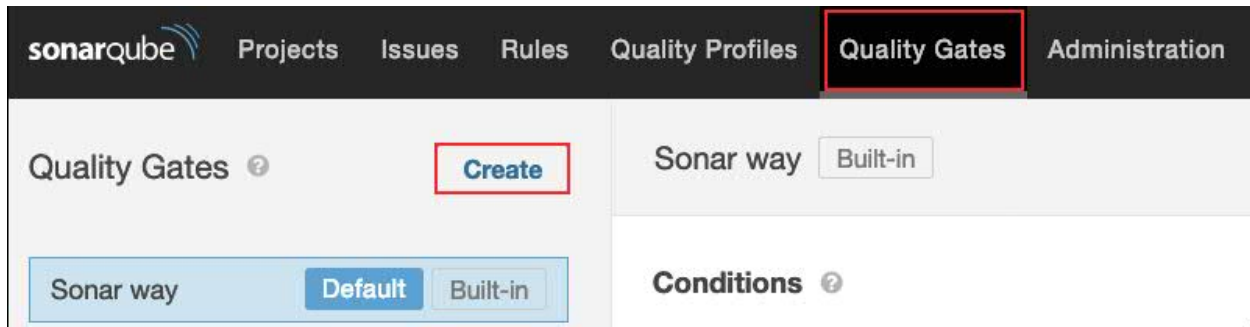 sonarqube Projects Issues Rules Quality Profiles Quality Gates Administration
Quality Gates ? Create
Sonar way Built-in
Sonar way Default Built-in
Conditions ?